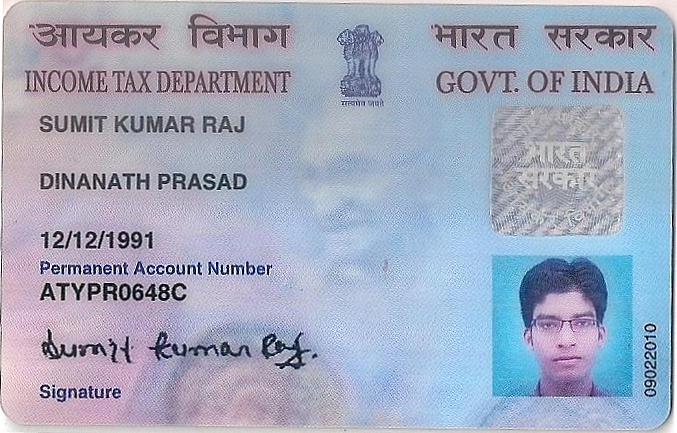 आयकर विभाग
INCOME TAX DEPARTMENT
सत्यमेव जयते
भारत सरकार
GOVT. OF INDIA
SUMIT KUMAR RAJ
DINANATH PRASAD
12/12/1991
Permanent Account Number
ATYPR0648C
Sumit Kumar Raj.
Signature
भारत
सरकार
09022010